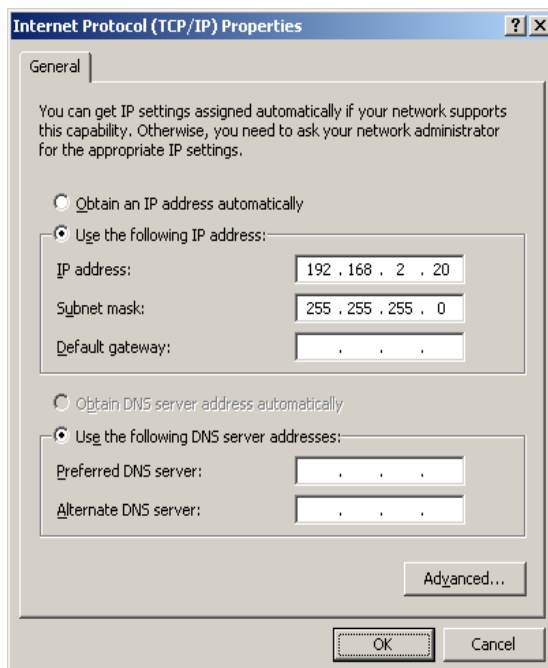 Internet Protocol (TCP/IP) Properties
General
You can get IP settings assigned automatically if your network supports
this capability. Otherwise, you need to ask your network administrator
for the appropriate IP settings.
Obtain an IP address automatically
Use the following IP address:
IP address: 192 . 168 . 2 . 20
Subnet mask: 255 . 255 . 255 . 0
Default gateway: . . .
Obtain DNS server address automatically
Use the following DNS server addresses:
Preferred DNS server: . . .
Alternate DNS server: . . .
Advanced...
OK Cancel